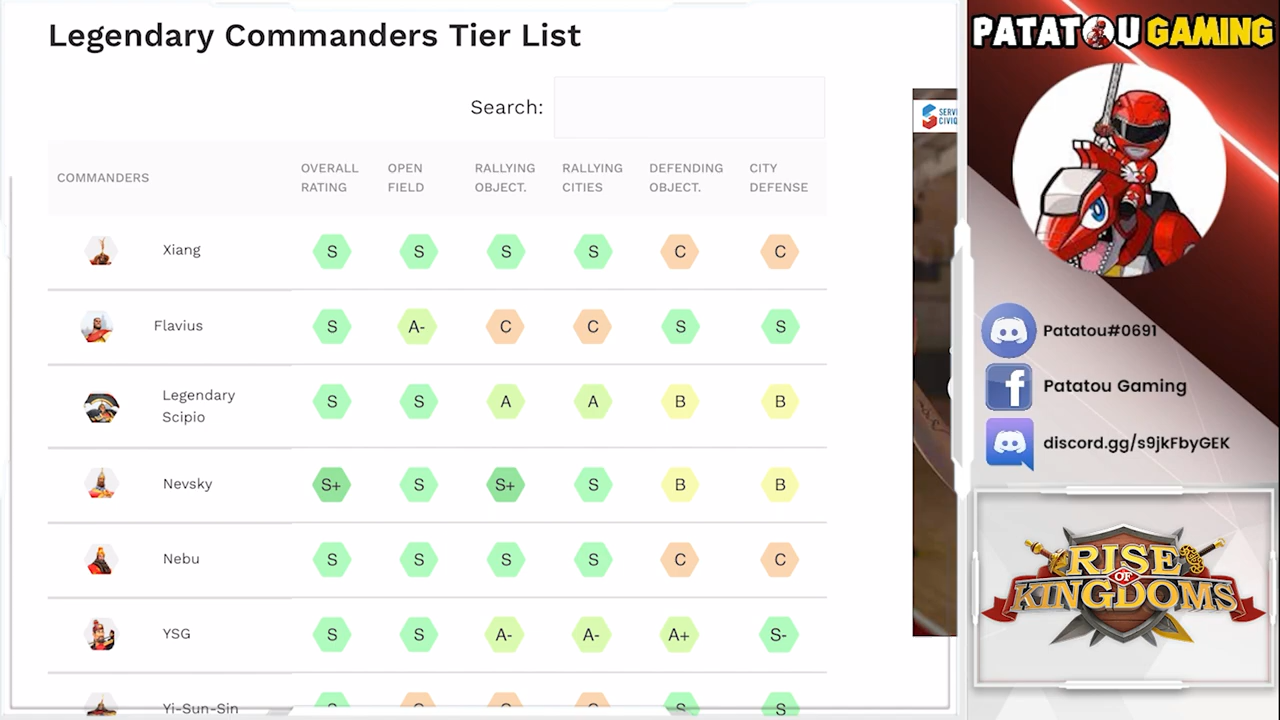 Legendary Commanders Tier List
Search:
COMMANDERS OVERALL RATING OPEN FIELD RALLYING OBJECT. RALLYING CITIES DEFENDING OBJECT. CITY DEFENSE
Xiang S S S S C C
Flavius S A- C C S S
Legendary Scipio S S A A B B
Nevsky S+ S S+ S B B
Nebu S S S S C C
YSG S S A- A- A+ S-
Yi-Sun-Sin
PATATOU GAMING
Patatou#0691
Patatou Gaming
discord.gg/s9jkFbyGEK
RISE
OF
KINGDOMS